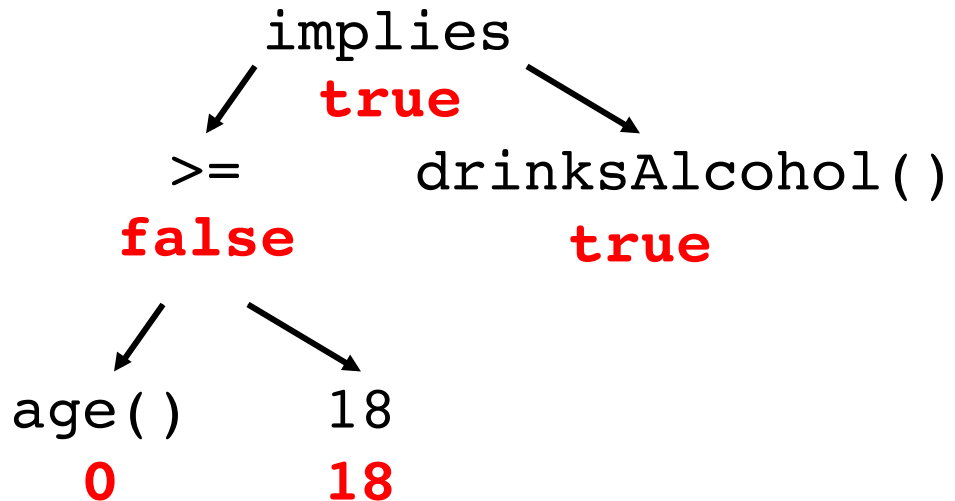 implies
true
>= drinksAlcohol()
false true
age() 18
0 18